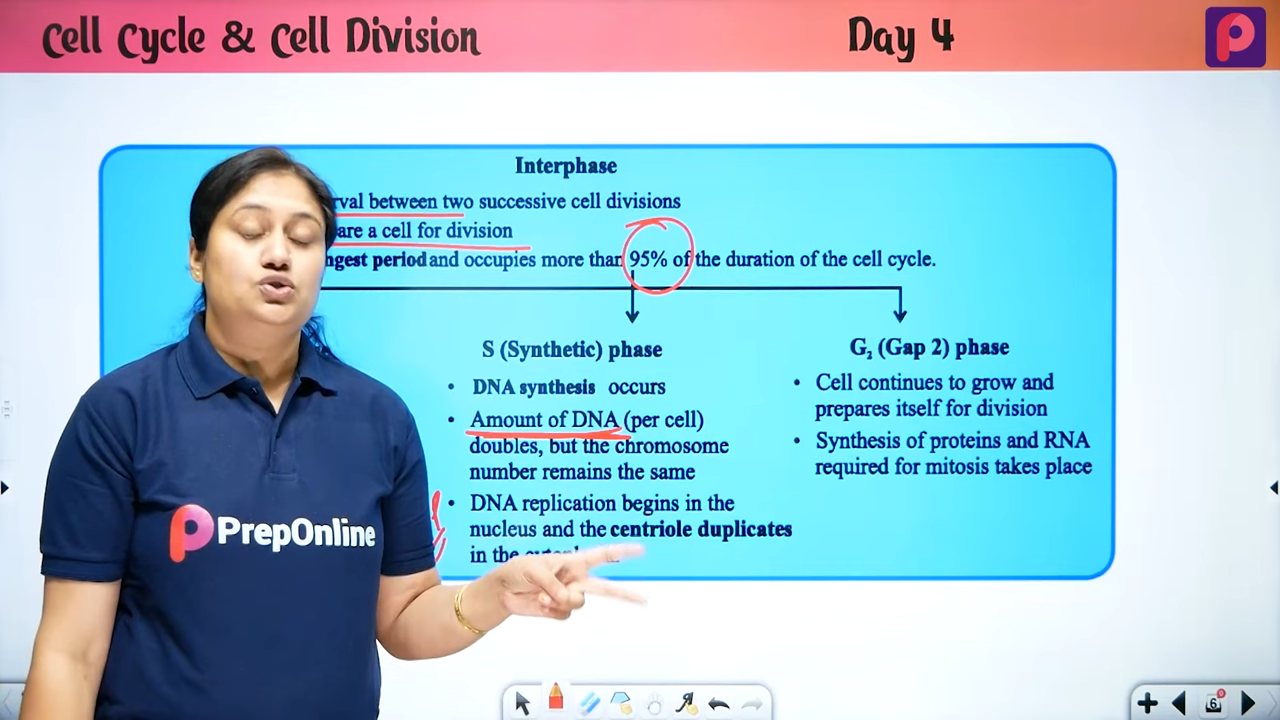 Cell Cycle & Cell Division
Day 4
Interphase
between two successive cell divisions
a cell for division
period and occupies more than 95% of the duration of the cell cycle.
S (Synthetic) phase
• DNA synthesis occurs
• Amount of DNA (per cell)
doubles, but the chromosome
number remains the same
• DNA replication begins in the
nucleus and the centriole duplicates
in the
G₂ (Gap 2) phase
• Cell continues to grow and
prepares itself for division
• Synthesis of proteins and RNA
required for mitosis takes place
PrepOnline
6